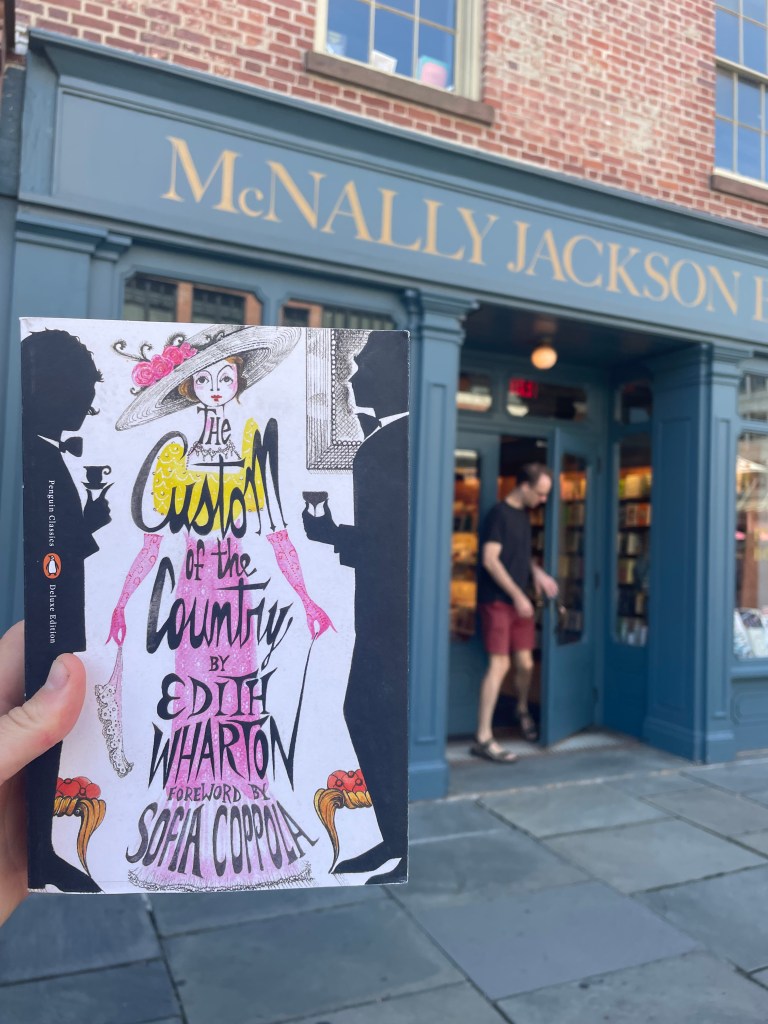 McNALLY JACKSON
THE
CUSTOM
of the
Country
BY
EDITH
WHARTON
FOREWORD BY
SOFIA COPPOLA
Penguin Classics
Deluxe Edition